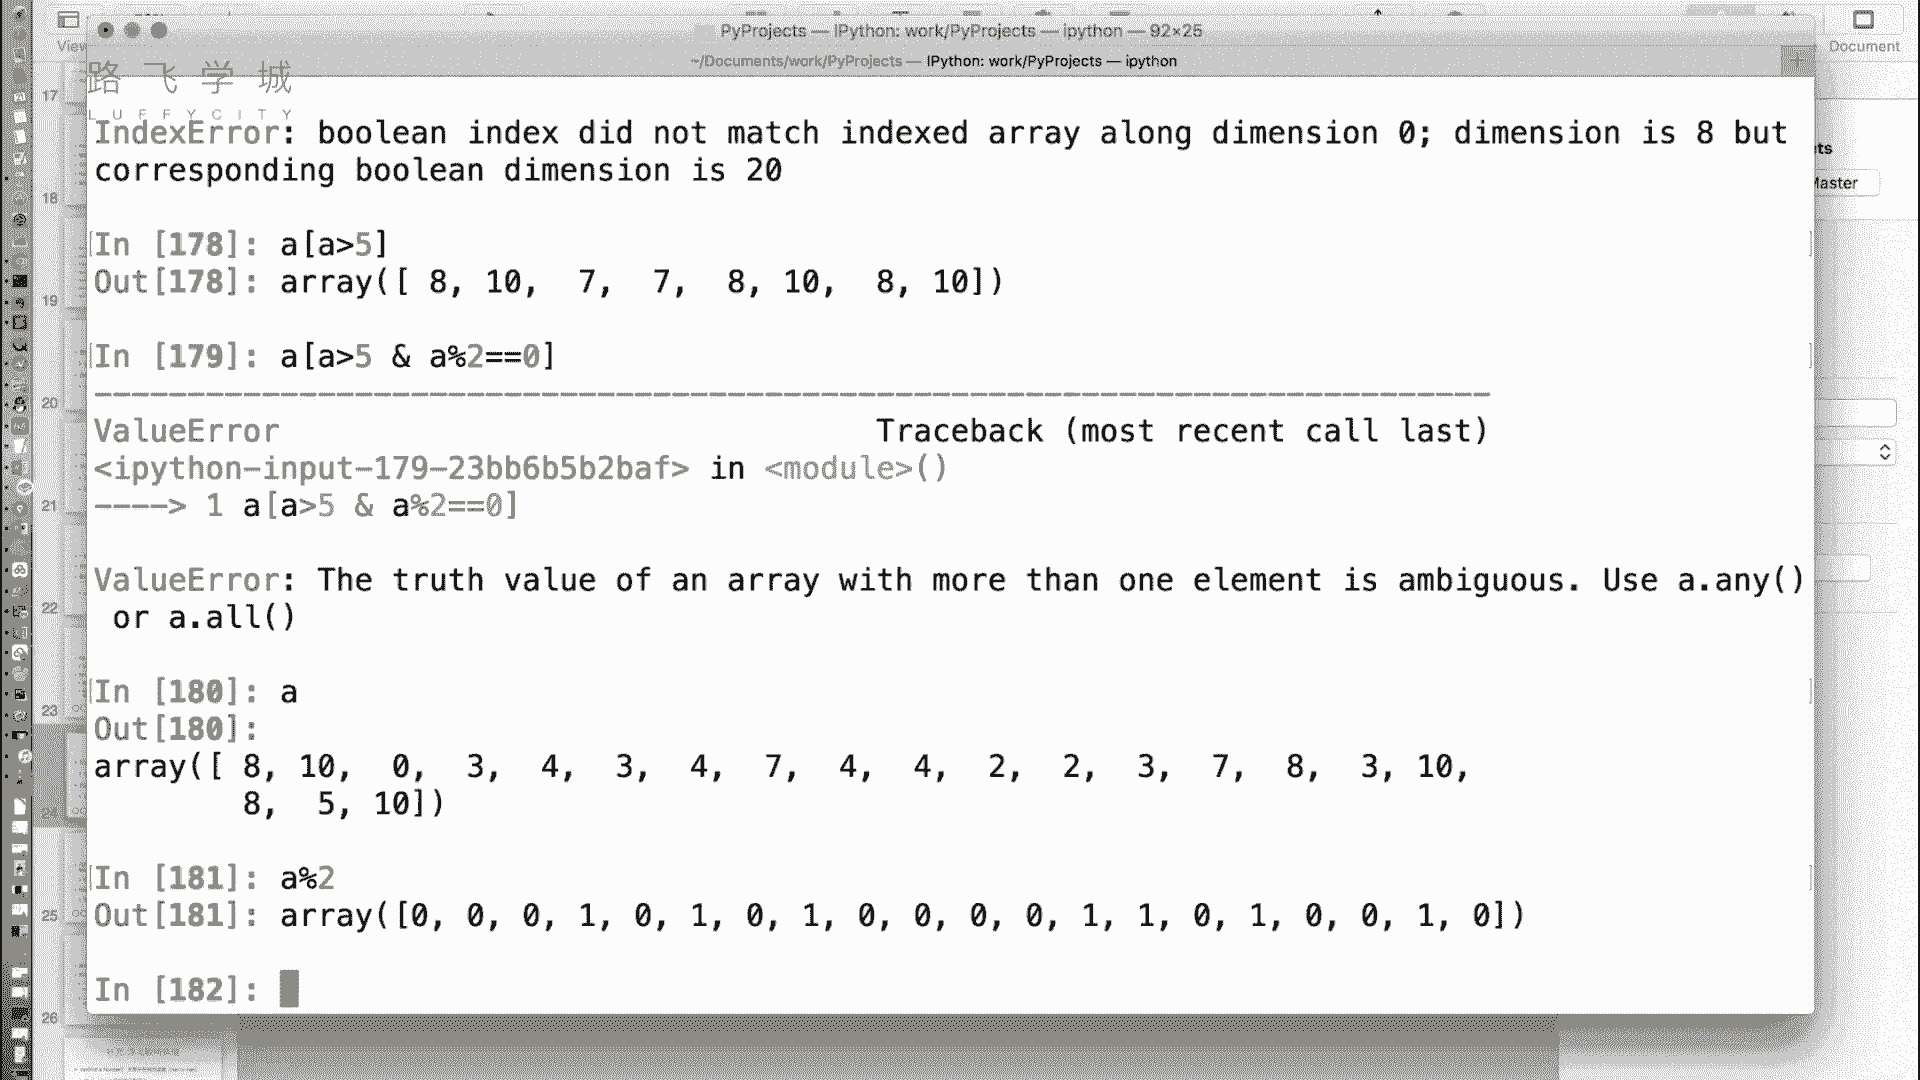 PyProjects — IPython: work/PyProjects — ipython — 92×25
~/Documents/work/PyProjects — IPython: work/PyProjects — ipython
View
Document
路飞学城
LUFFYCITY
IndexError: boolean index did not match indexed array along dimension 0; dimension is 8 but
corresponding boolean dimension is 20
In [178]: a[a>5]
Out[178]: array([ 8, 10,  7,  7,  8, 10,  8, 10])
In [179]: a[a>5 & a%2==0]
---------------------------------------------------------------------------
ValueError                                Traceback (most recent call last)
<ipython-input-179-23bb6b5b2baf> in <module>()
----> 1 a[a>5 & a%2==0]
ValueError: The truth value of an array with more than one element is ambiguous. Use a.any()
 or a.all()
In [180]: a
Out[180]:
array([ 8, 10,  0,  3,  4,  3,  4,  7,  4,  4,  2,  2,  3,  7,  8,  3, 10,
        8,  5, 10])
In [181]: a%2
Out[181]: array([0, 0, 0, 1, 0, 1, 0, 1, 0, 0, 0, 0, 1, 1, 0, 1, 0, 0, 1, 0])
In [182]:
17
18
19
20
21
22
23
24
25
26